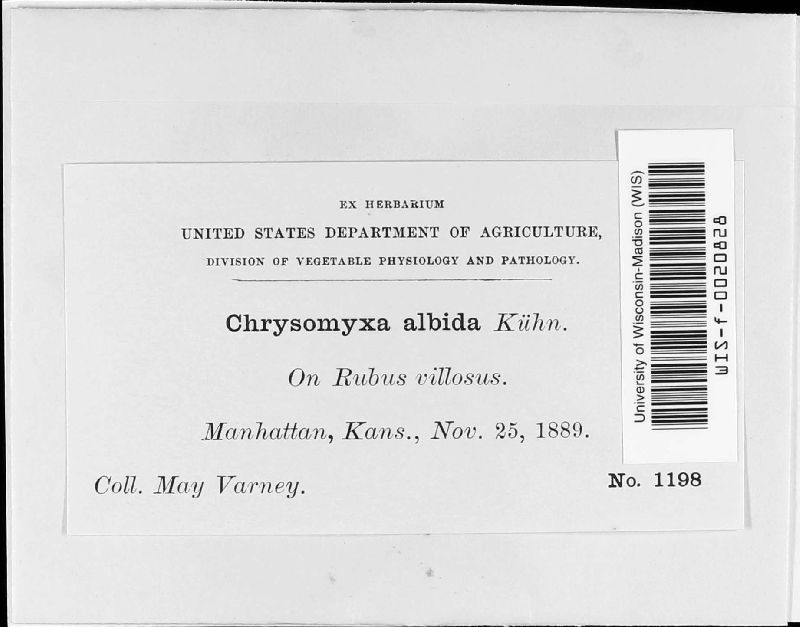 EX HERBARIUM
UNITED STATES DEPARTMENT OF AGRICULTURE,
DIVISION OF VEGETABLE PHYSIOLOGY AND PATHOLOGY.
Chrysomyxa albida Kühn.
On Rubus villosus.
Manhattan, Kans., Nov. 25, 1889.
Coll. May Varney.
No. 1198
University of Wisconsin-Madison (WIS)
WIS-f-0020828